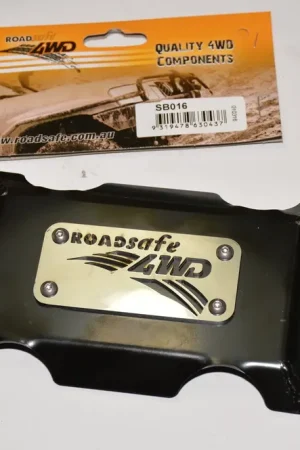 ROADsafe
4WD
QUALITY 4WD
COMPONENTS
www.roadsafe.com.au
SB016
9 319478 630437
ROADsafe
4WD